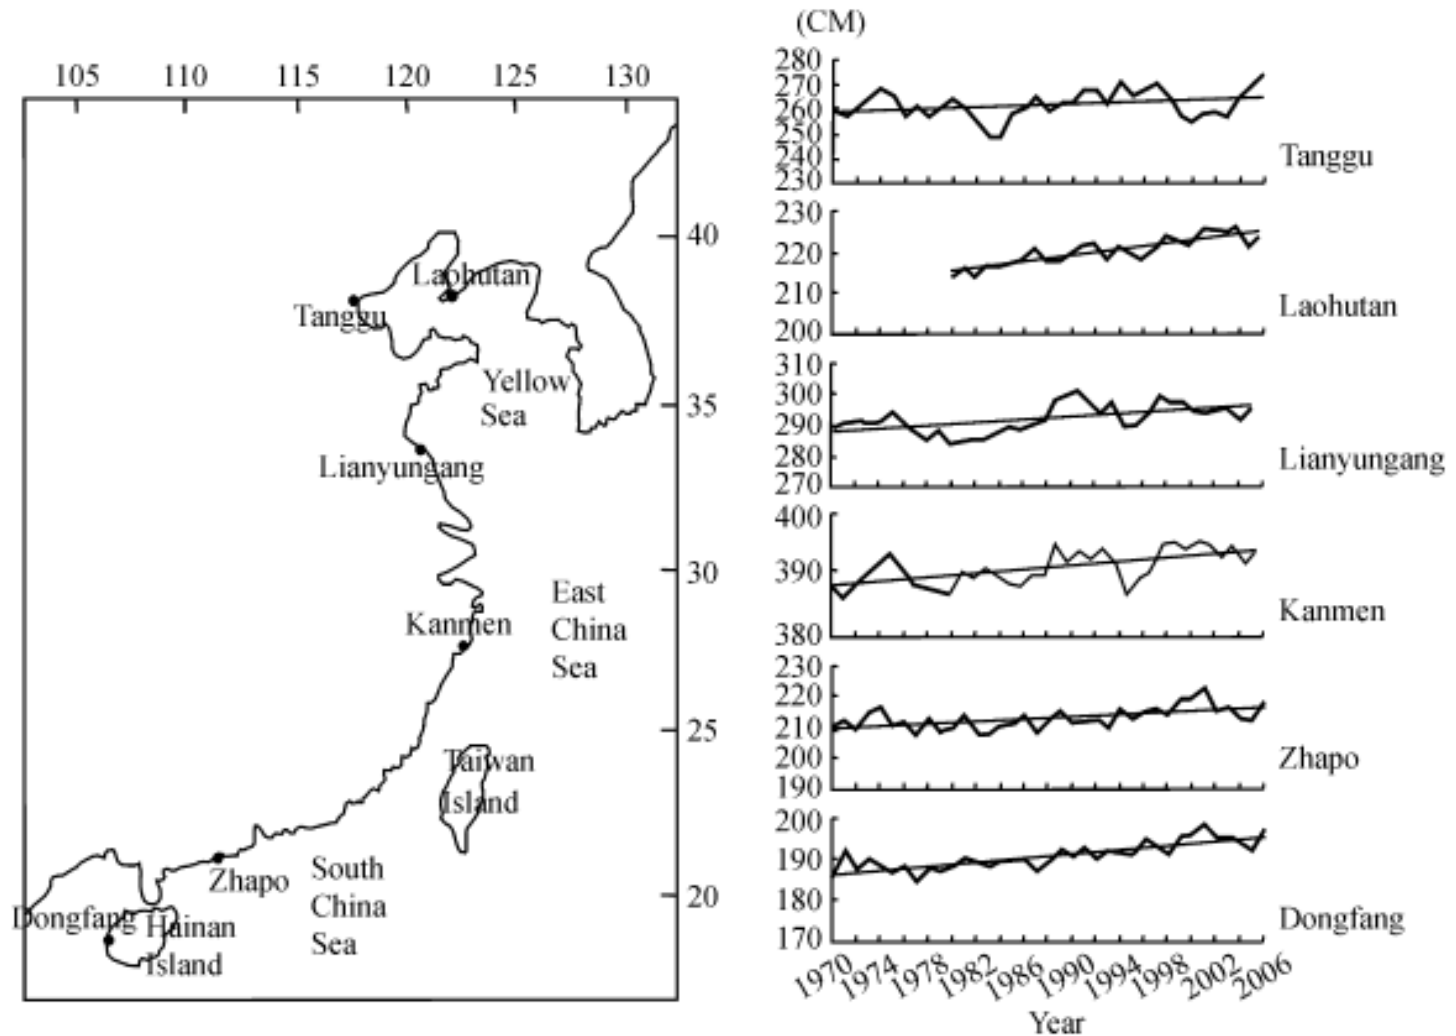 105 110 115 120 125 130
40
35
30
25
20
Laohutan
Tanggu
Yellow
Sea
Lianyungang
East
China
Sea
Kanmen
Taiwan
Island
Zhapo
South
China
Sea
Dongfang
Hainan
Island
(CM)
280
270
260
250
240
230
Tanggu
230
220
210
200
Laohutan
310
300
290
280
270
Lianyungang
400
390
380
Kanmen
230
220
210
200
190
Zhapo
200
190
180
170
Dongfang
1970 1974 1978 1982 1986 1990 1994 1998 2002 2006
Year